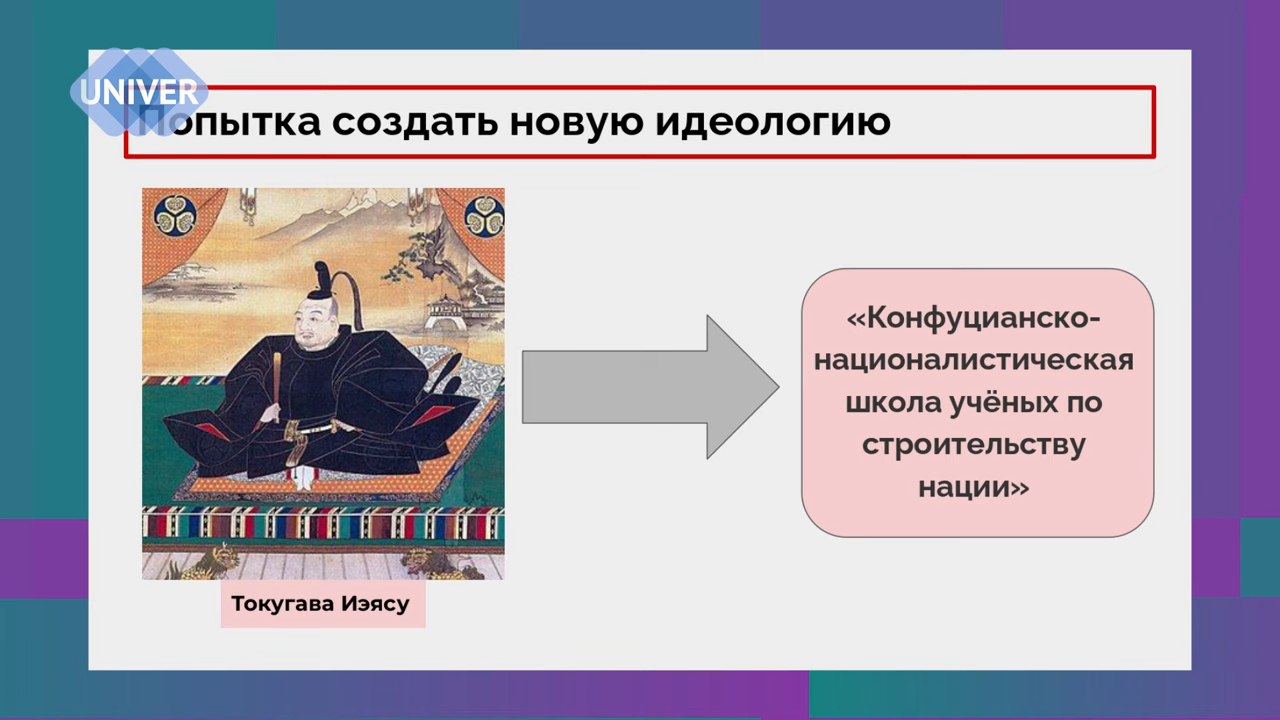 UNIVER
Попытка создать новую идеологию
«Конфуцианско-
националистическая
школа учёных по
строительству
нации»
Токугава Иэясу